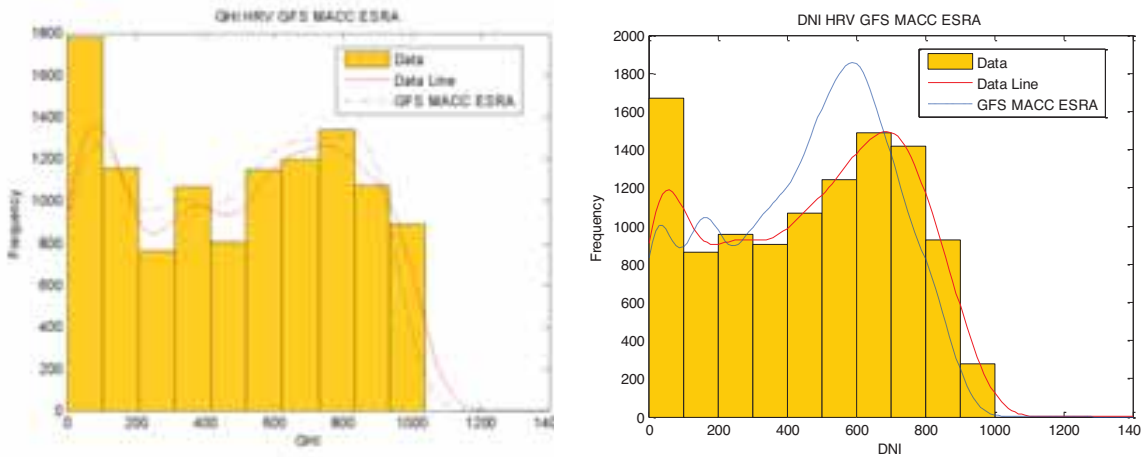 GHI HRV GFS MACC ESRA
Data
Data Line
GFS MACC ESRA
1800
1600
1400
1200
1000
800
600
400
200
0
Frequency
0 200 400 600 800 1000 1200 140
GHI
DNI HRV GFS MACC ESRA
Data
Data Line
GFS MACC ESRA
2000
1800
1600
1400
1200
1000
800
600
400
200
0
Frequency
0 200 400 600 800 1000 1200 140
DNI